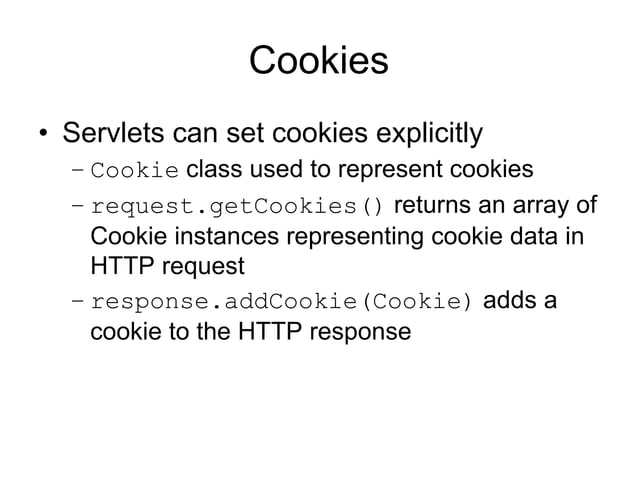 Cookies
• Servlets can set cookies explicitly
– Cookie class used to represent cookies
– request.getCookies() returns an array of
Cookie instances representing cookie data in
HTTP request
– response.addCookie(Cookie) adds a
cookie to the HTTP response